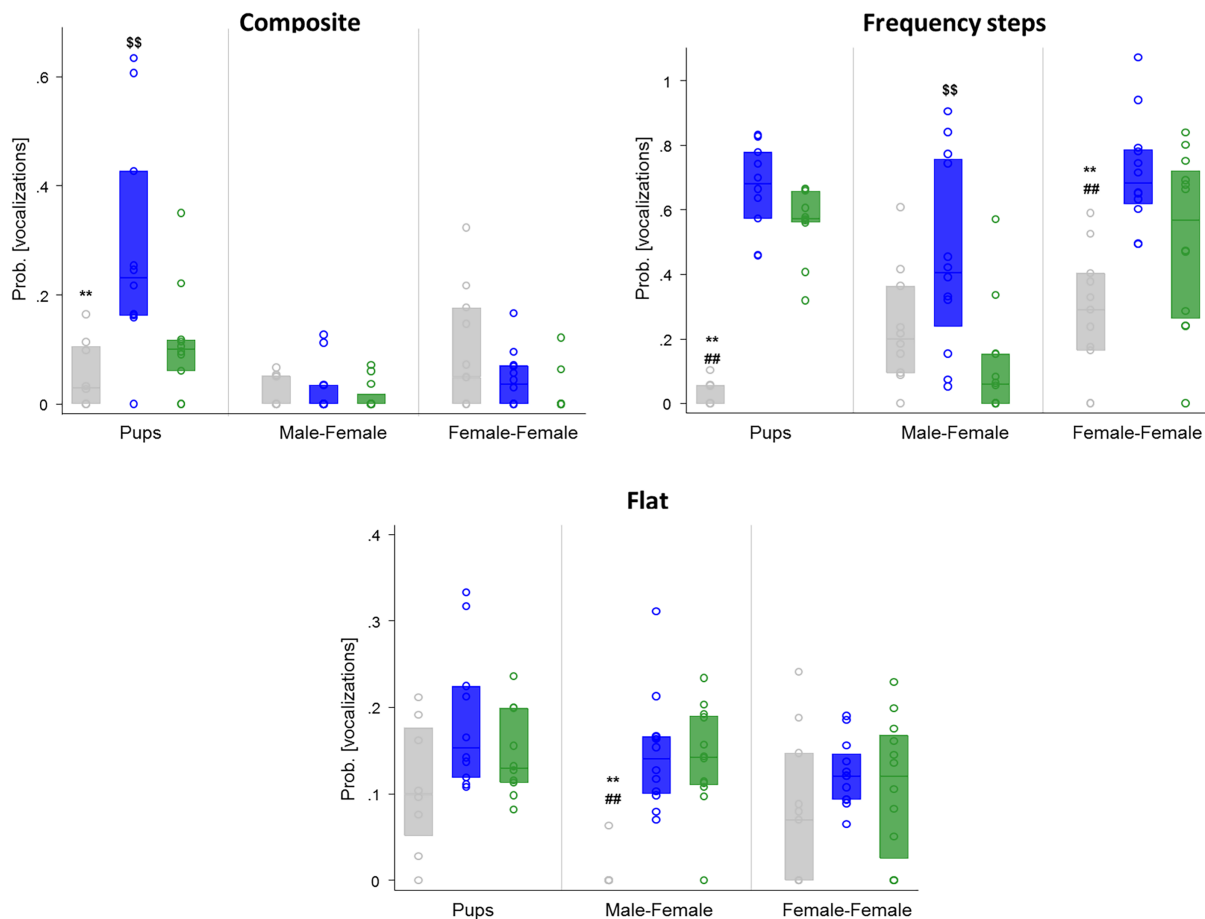 Composite
Prob. [vocalizations]
.6
.4
.2
0
$$
**
Pups
Male-Female
Female-Female
Frequency steps
Prob. [vocalizations]
1
.8
.6
.4
.2
0
**
##
$$
**
##
Pups
Male-Female
Female-Female
Flat
Prob. [vocalizations]
.4
.3
.2
.1
0
**
##
Pups
Male-Female
Female-Female